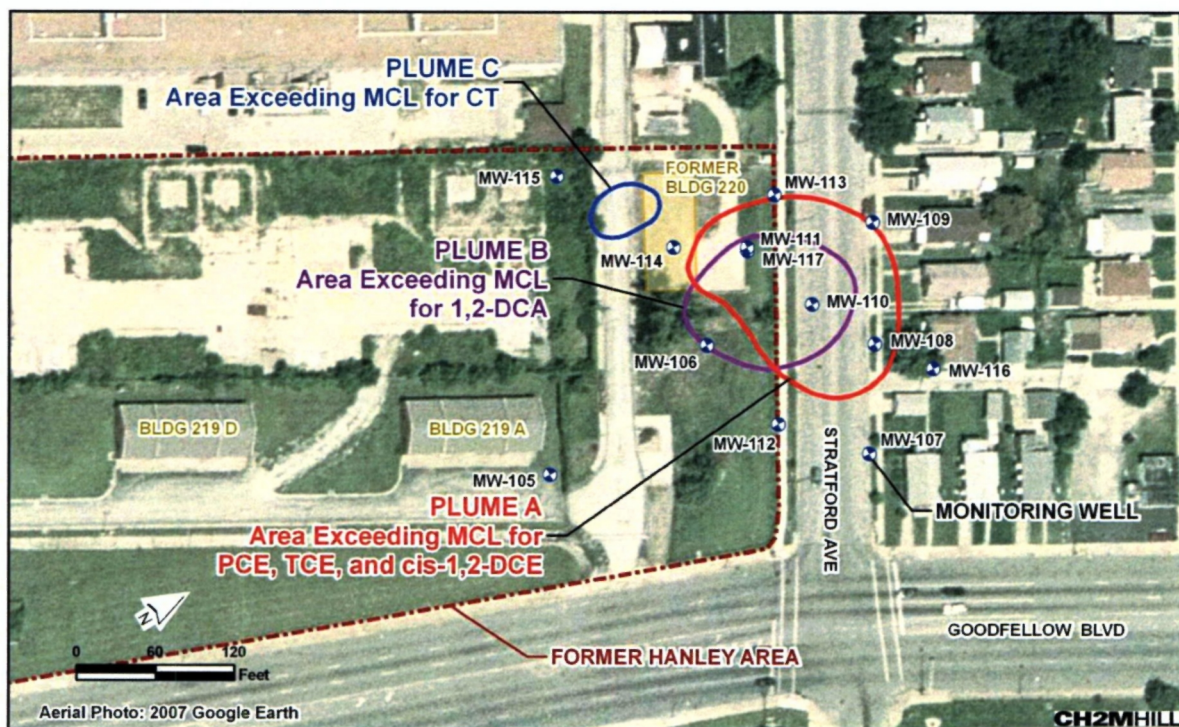 PLUME C
Area Exceeding MCL for CT
FORMER
BLDG 220
MW-115
MW-113
MW-109
MW-114
MW-111
MW-117
PLUME B
Area Exceeding MCL
for 1,2-DCA
MW-110
MW-106
MW-108
MW-116
BLDG 219 D
BLDG 219 A
MW-112
MW-107
STRATFORD AVE
MW-105
PLUME A
Area Exceeding MCL for
PCE, TCE, and cis-1,2-DCE
MONITORING WELL
N
GOODFELLOW BLVD
0 60 120
Feet
FORMER HANLEY AREA
Aerial Photo: 2007 Google Earth
CH2MHILL